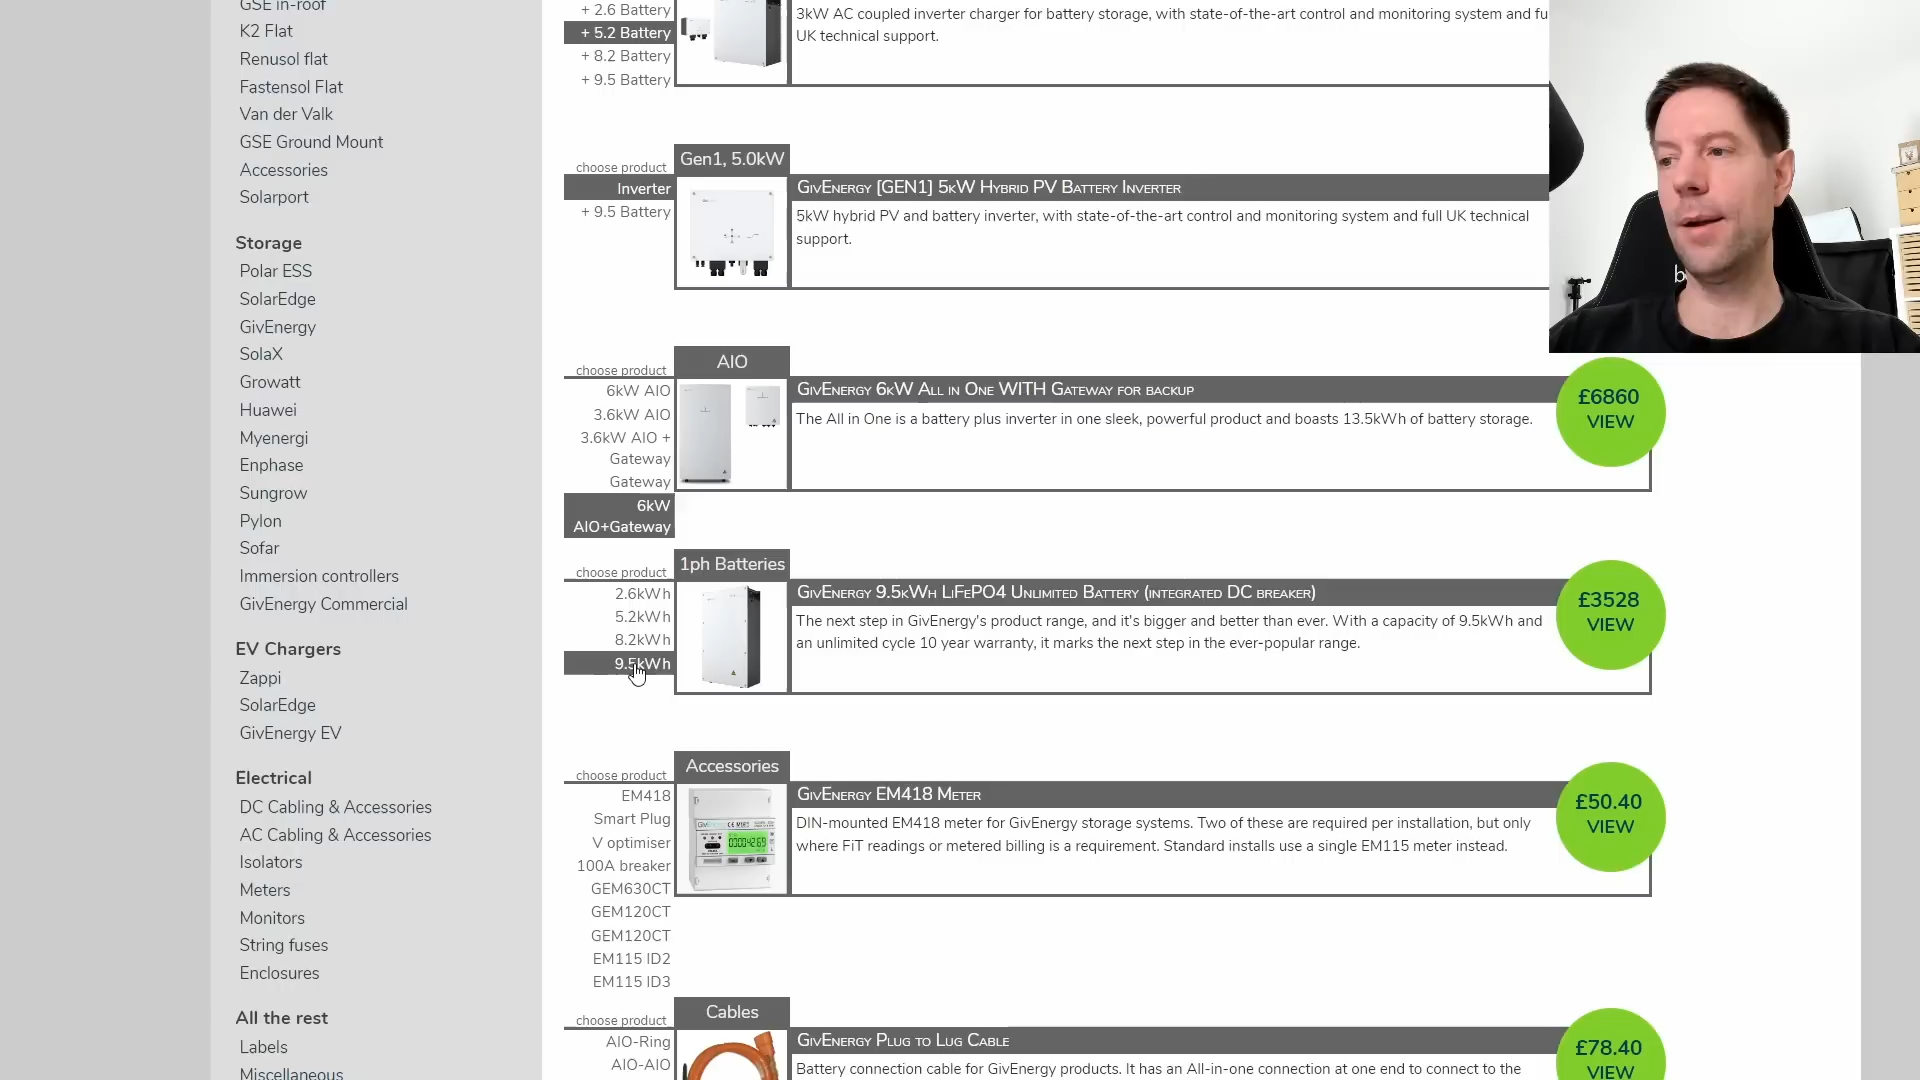 GSE in-roof
K2 Flat
Renusol flat
Fastensol Flat
Van der Valk
GSE Ground Mount
Accessories
Solarport
Storage
Polar ESS
SolarEdge
GivEnergy
SolaX
Growatt
Huawei
Myenergi
Enphase
Sungrow
Pylon
Sofar
Immersion controllers
GivEnergy Commercial
EV Chargers
Zappi
SolarEdge
GivEnergy EV
Electrical
DC Cabling & Accessories
AC Cabling & Accessories
Isolators
Meters
Monitors
String fuses
Enclosures
All the rest
Labels
Miscellaneous
+ 2.6 Battery
+ 5.2 Battery
+ 8.2 Battery
+ 9.5 Battery
3kW AC coupled inverter charger for battery storage, with state-of-the-art control and monitoring system and fu
UK technical support.
choose product
Gen1, 5.0kW
Inverter
+ 9.5 Battery
GivEnergy [GEN1] 5kW Hybrid PV Battery Inverter
5kW hybrid PV and battery inverter, with state-of-the-art control and monitoring system and full UK technical
support.
choose product
AIO
6kW AIO
3.6kW AIO
3.6kW AIO +
Gateway
Gateway
6kW
AIO+Gateway
GivEnergy 6kW All in One WITH Gateway for backup
The All in One is a battery plus inverter in one sleek, powerful product and boasts 13.5kWh of battery storage.
£6860
VIEW
choose product
1ph Batteries
2.6kWh
5.2kWh
8.2kWh
9.5kWh
GivEnergy 9.5kWh LiFePO4 Unlimited Battery (integrated DC breaker)
The next step in GivEnergy's product range, and it's bigger and better than ever. With a capacity of 9.5kWh and
an unlimited cycle 10 year warranty, it marks the next step in the ever-popular range.
£3528
VIEW
choose product
Accessories
EM418
Smart Plug
V optimiser
100A breaker
GEM630CT
GEM120CT
GEM120CT
EM115 ID2
EM115 ID3
GivEnergy EM418 Meter
DIN-mounted EM418 meter for GivEnergy storage systems. Two of these are required per installation, but only
where FiT readings or metered billing is a requirement. Standard installs use a single EM115 meter instead.
£50.40
VIEW
choose product
Cables
AIO-Ring
AIO-AIO
GivEnergy Plug to Lug Cable
Battery connection cable for GivEnergy products. It has an All-in-one connection at one end to connect to the
£78.40
VIEW